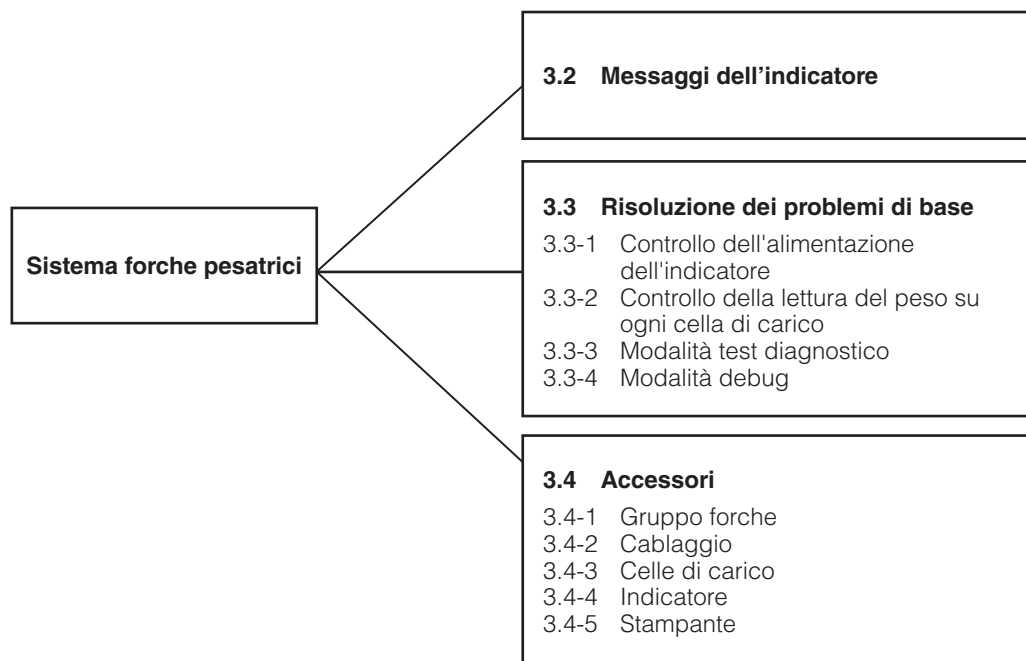 Sistema forche pesatrici
3.2 Messaggi dell’indicatore
3.3 Risoluzione dei problemi di base
3.3-1 Controllo dell'alimentazione
dell'indicatore
3.3-2 Controllo della lettura del peso su
ogni cella di carico
3.3-3 Modalità test diagnostico
3.3-4 Modalità debug
3.4 Accessori
3.4-1 Gruppo forche
3.4-2 Cablaggio
3.4-3 Celle di carico
3.4-4 Indicatore
3.4-5 Stampante